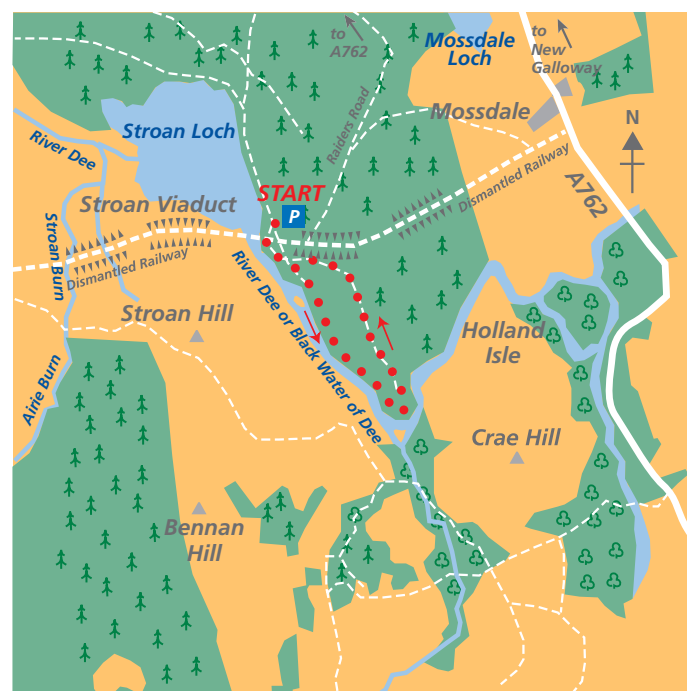 to
A762
Mossdale
Loch
to
New
Galloway
Mossdale
N
Stroan Loch
River Dee
Raiders Road
Dismantled Railway
A762
START
P
Stroan Viaduct
Stroan Burn
Dismantled Railway
River Dee or Black Water of Dee
Stroan Hill
Holland
Isle
Airie Burn
Crae Hill
Bennan
Hill